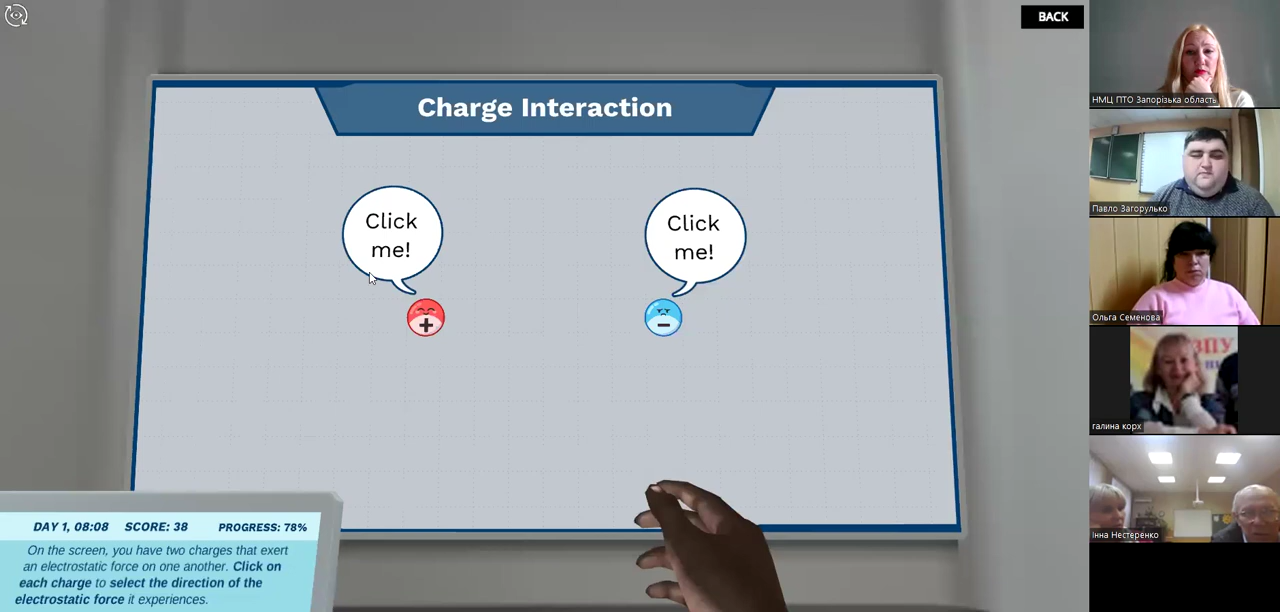 BACK
Charge Interaction
Click
me!
Click
me!
+
−
DAY 1, 08:08 SCORE: 38 PROGRESS: 78%
On the screen, you have two charges that exert
an electrostatic force on one another. Click on
each charge to select the direction of the
electrostatic force it experiences.
НМЦ ПТО Запорізька область
Павло Загорулько
Ольга Семенова
ЗПУ
галина корх
Інна Нестеренко